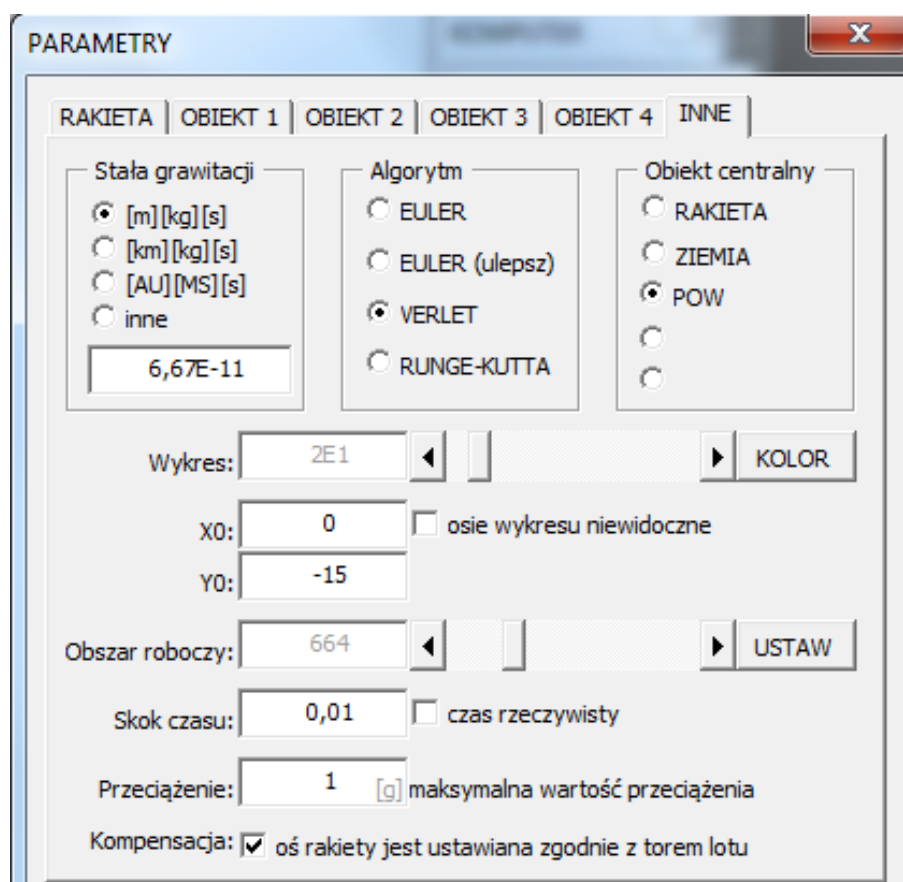 PARAMETRY
RAKIETA OBIEKT 1 OBIEKT 2 OBIEKT 3 OBIEKT 4 INNE
Stała grawitacji
[m][kg][s]
[km][kg][s]
[AU][MS][s]
inne
6,67E-11
Algorytm
EULER
EULER (ulepsz)
VERLET
RUNGE-KUTTA
Obiekt centralny
RAKIETA
ZIEMIA
POW
Wykres: 2E1 KOLOR
X0: 0 osie wykresu niewidoczne
Y0: -15
Obszar roboczy: 664 USTAW
Skok czasu: 0,01 czas rzeczywisty
Przeciążenie: 1 [g] maksymalna wartość przeciążenia
Kompensacja: oś rakiety jest ustawiana zgodnie z torem lotu